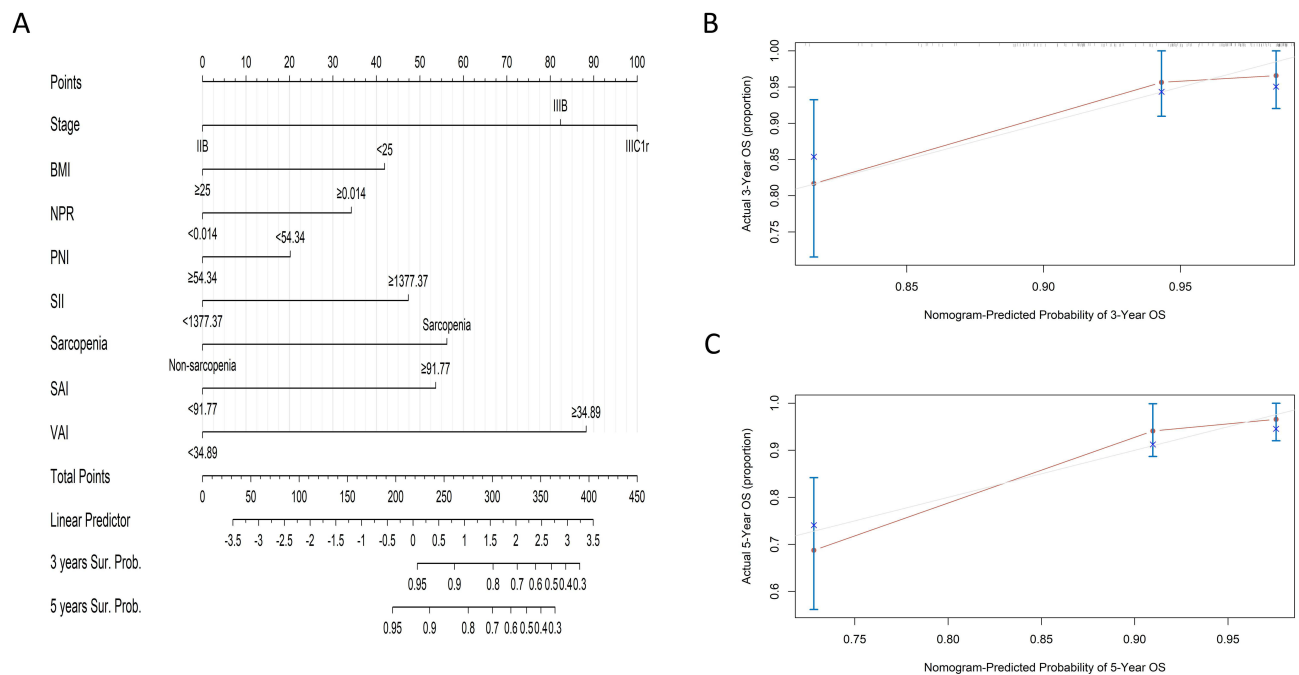 A
0 10 20 30 40 50 60 70 80 90 100
Points
IIIB
Stage
IIB IIIC1r
<25
BMI
≥25
≥0.014
NPR
<0.014
<54.34
PNI
≥54.34
≥1377.37
SII
<1377.37
Sarcopenia
Sarcopenia
Non-sarcopenia
≥91.77
SAI
<91.77
≥34.89
VAI
<34.89
Total Points
0 50 100 150 200 250 300 350 400 450
Linear Predictor
-3.5 -3 -2.5 -2 -1.5 -1 -0.5 0 0.5 1 1.5 2 2.5 3 3.5
3 years Sur. Prob.
0.95 0.9 0.8 0.7 0.6 0.5 0.4 0.3
5 years Sur. Prob.
0.95 0.9 0.8 0.7 0.6 0.5 0.4 0.3
B
Actual 3-Year OS (proportion)
1.00
0.95
0.90
0.85
0.80
0.75
0.85 0.90 0.95
Nomogram-Predicted Probability of 3-Year OS
C
Actual 5-Year OS (proportion)
1.0
0.9
0.8
0.7
0.6
0.75 0.80 0.85 0.90 0.95
Nomogram-Predicted Probability of 5-Year OS